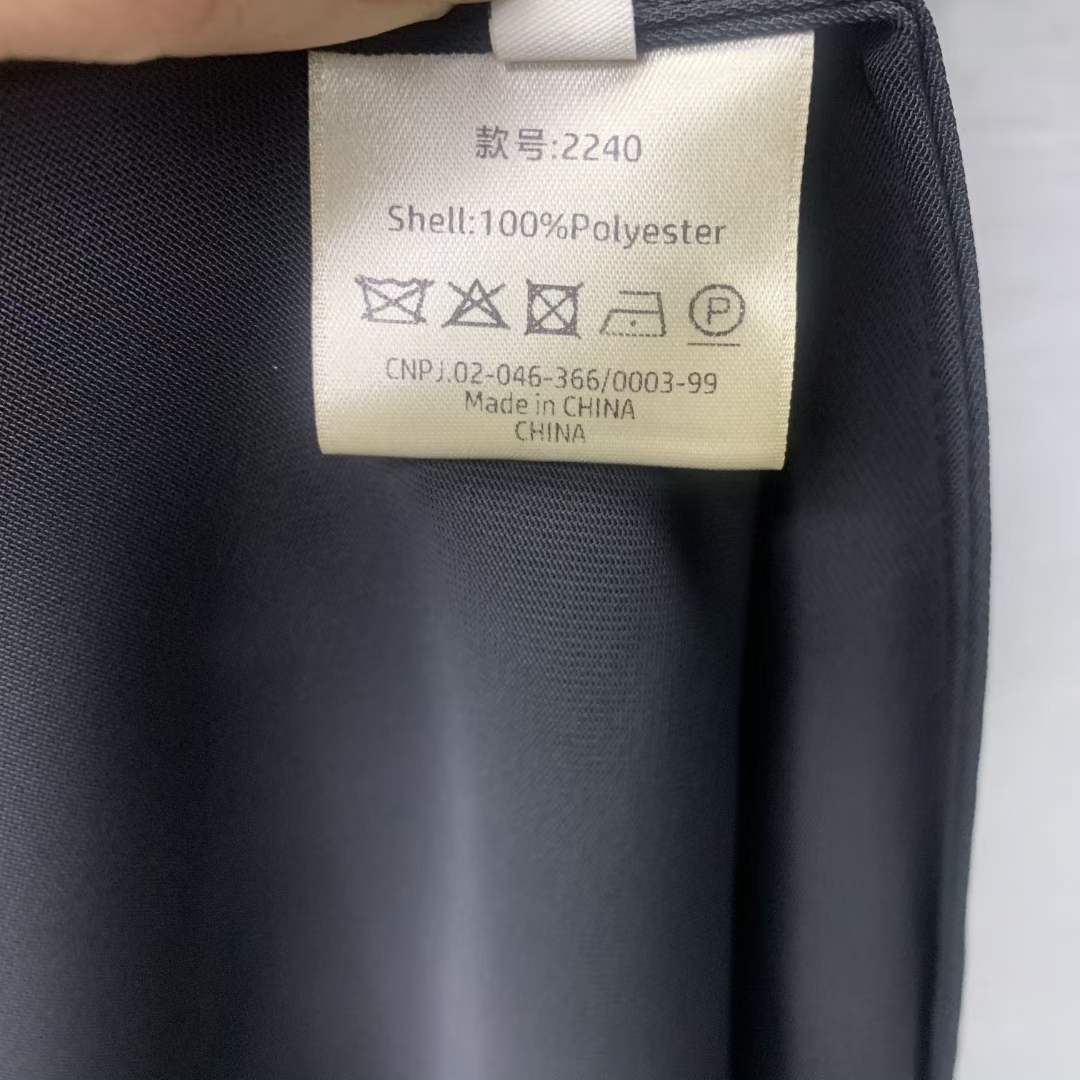 款号:2240
Shell:100%Polyester
P
CNPJ.02-046-366/0003-99
Made in CHINA
CHINA